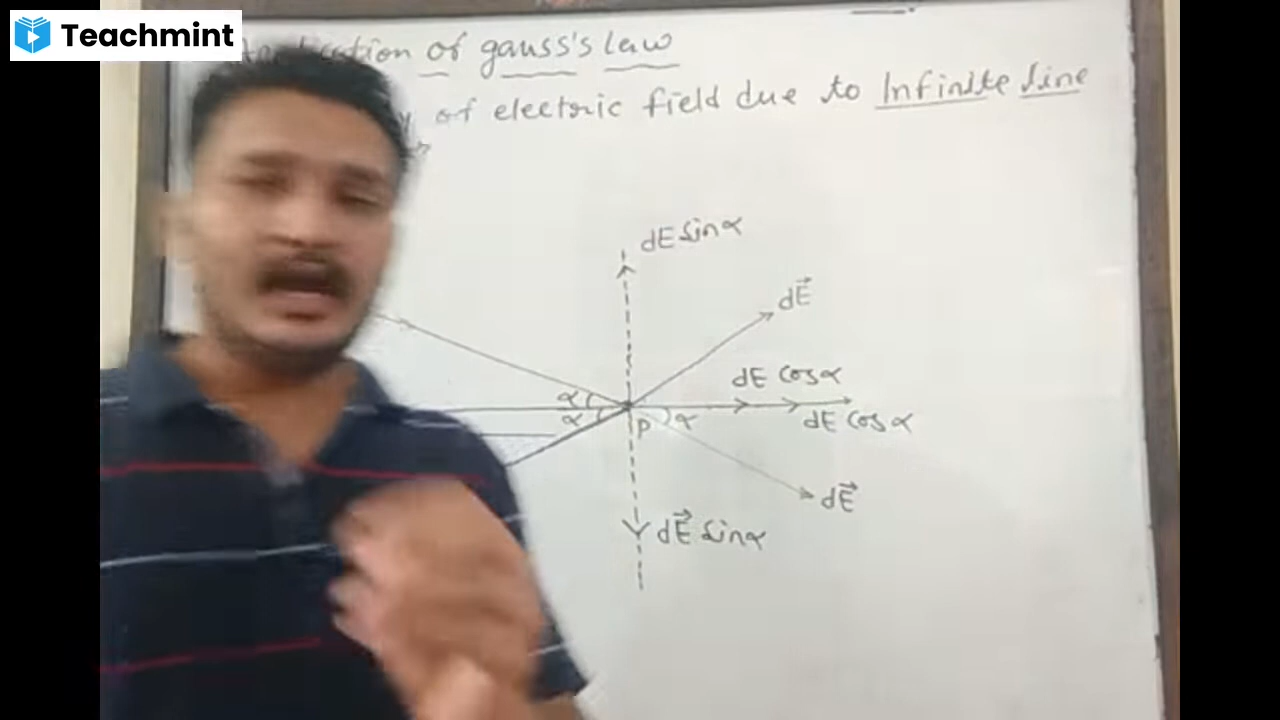 Teachmint
of gauss's law
of electric field due to Infinite line
dE sinα
dE⃗
dE cosα
α
α
P
α
dE cosα
dE⃗
dE⃗ sinα